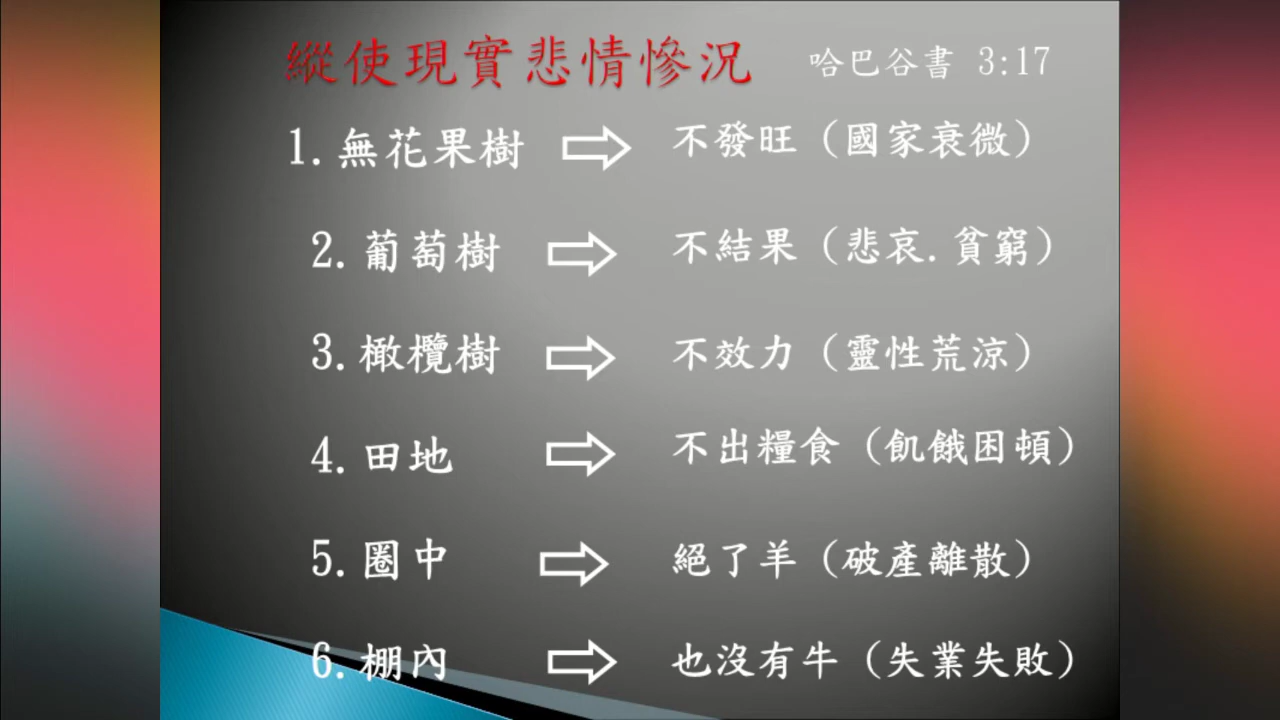 縱使現實悲情慘況 哈巴谷書 3:17
1.無花果樹 ⇨ 不發旺（國家衰微）
2.葡萄樹 ⇨ 不結果（悲哀.貧窮）
3.橄欖樹 ⇨ 不效力（靈性荒涼）
4.田地 ⇨ 不出糧食（飢餓困頓）
5.圈中 ⇨ 絕了羊（破產離散）
6.棚內 ⇨ 也沒有牛（失業失敗）